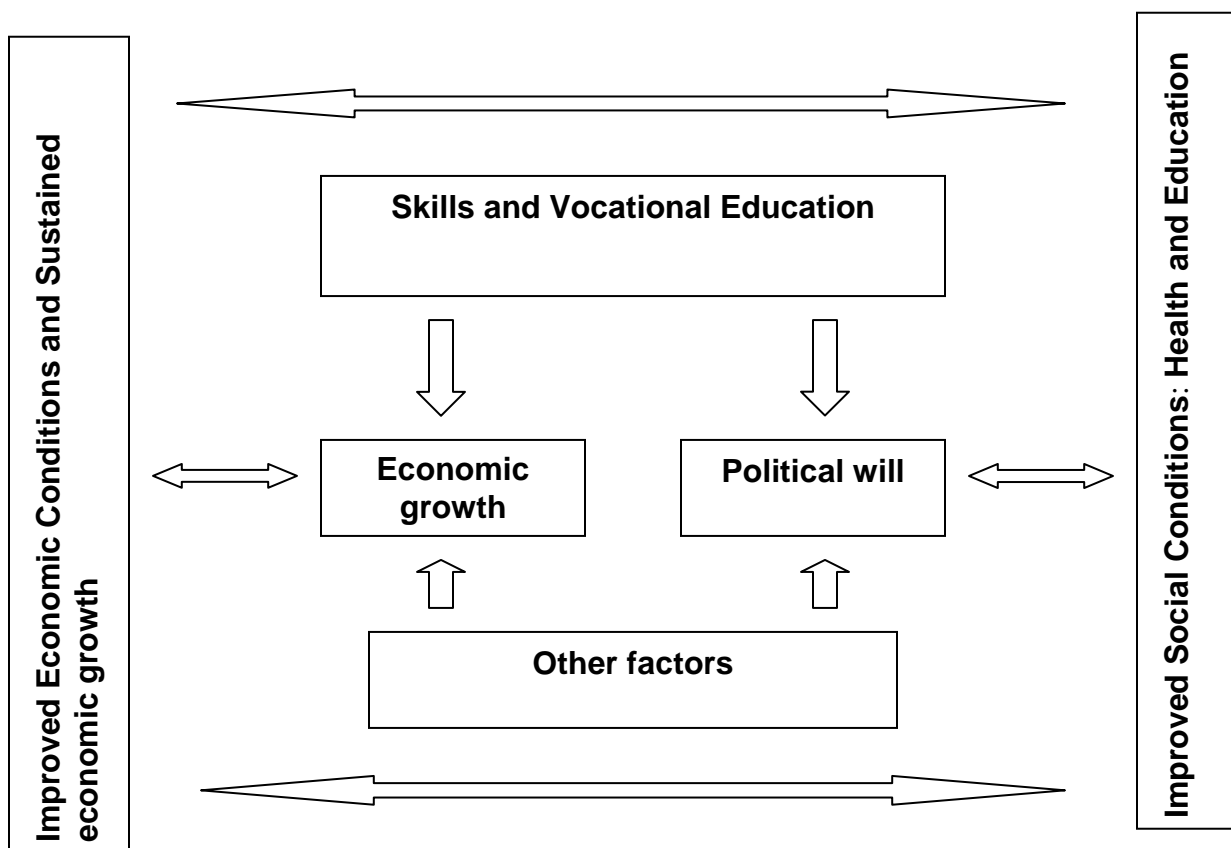 Improved Economic Conditions and Sustained
economic growth
Skills and Vocational Education
Economic
growth
Political will
Other factors
Improved Social Conditions: Health and Education